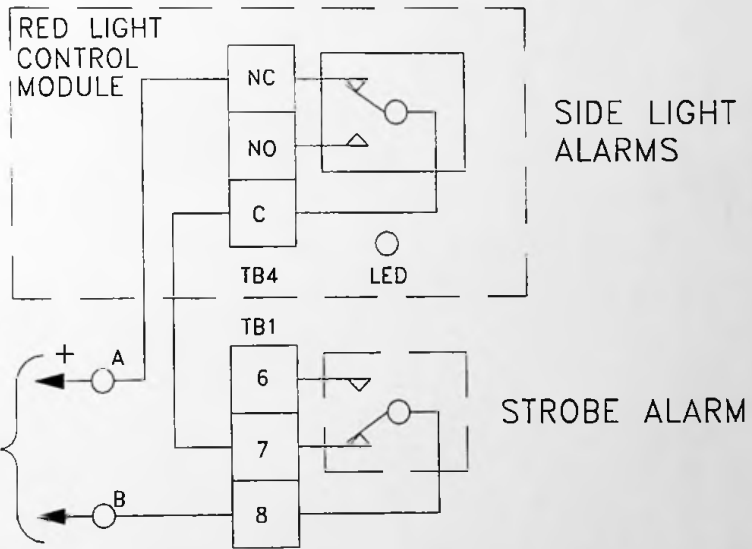 RED LIGHT
CONTROL
MODULE
NC
NO
C
SIDE LIGHT
ALARMS
TB4
LED
TB1
+ A
6
7
8
STROBE ALARM
B